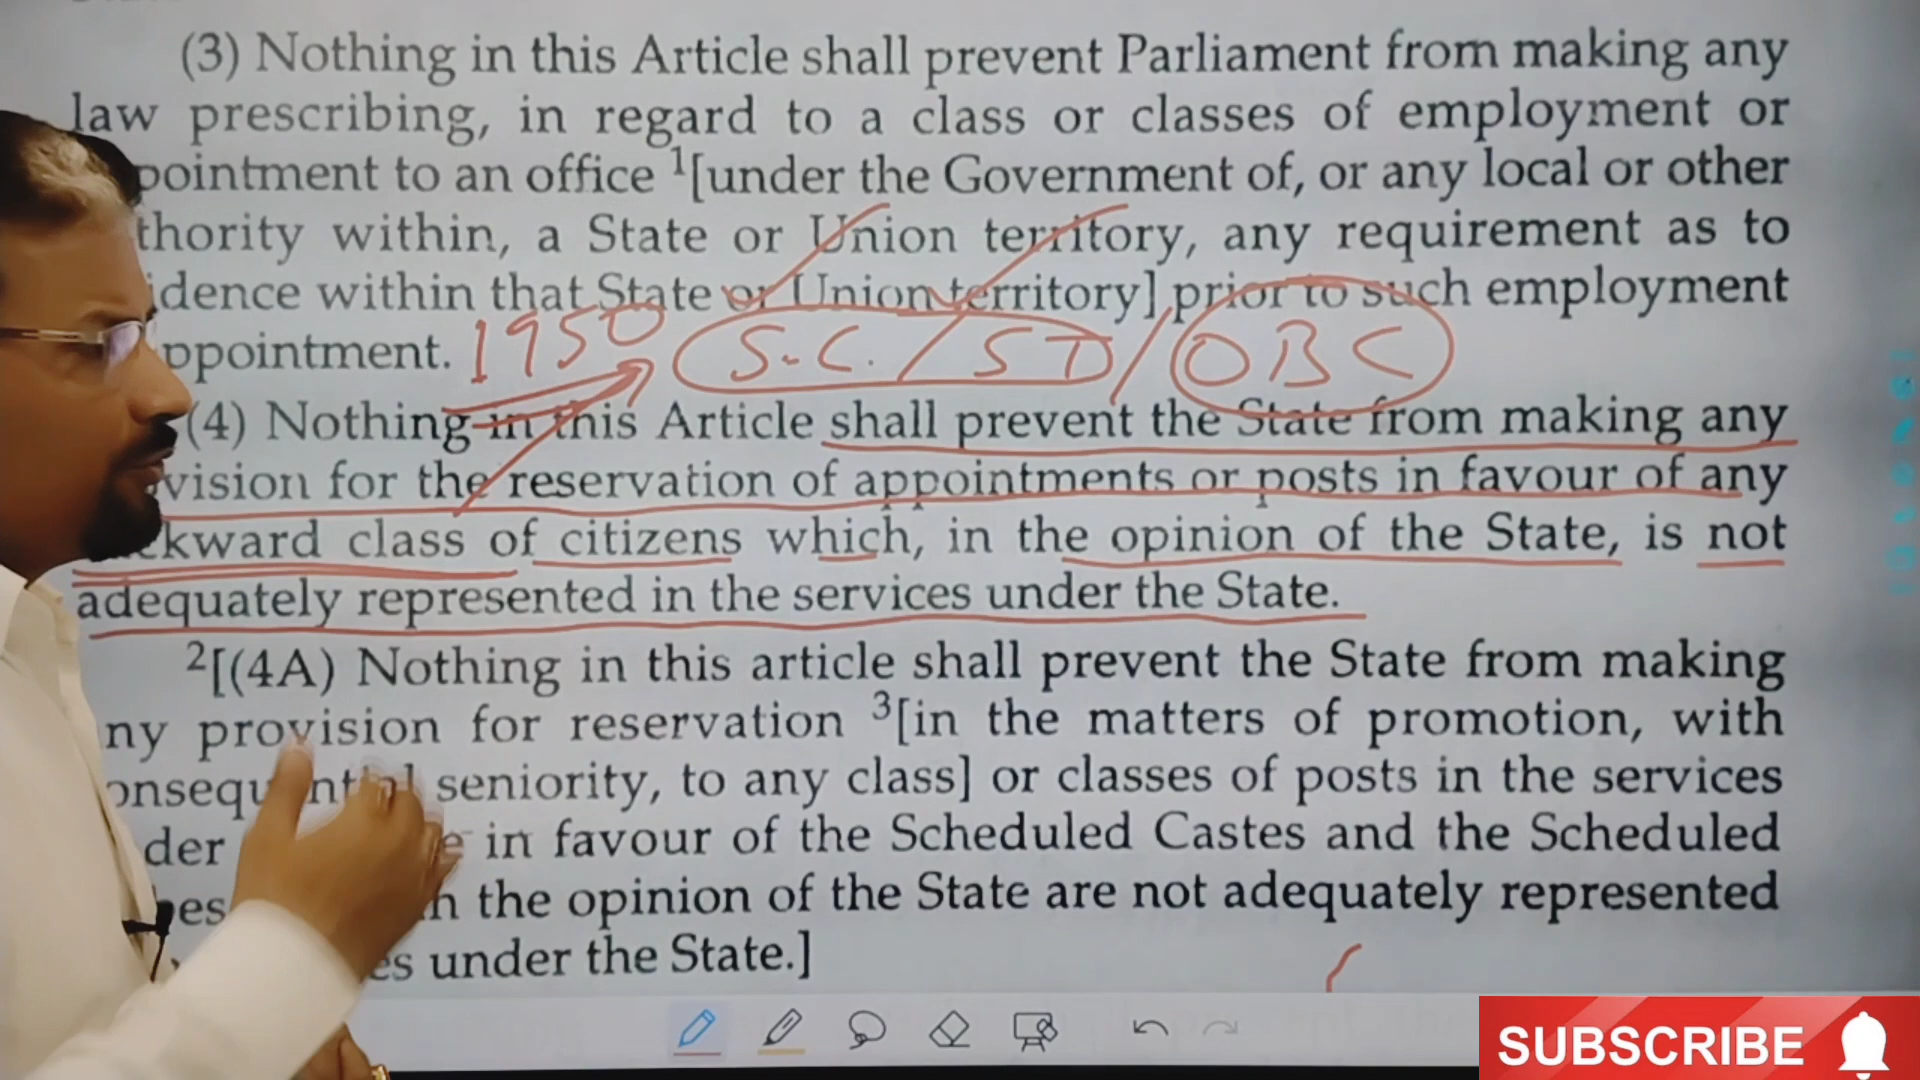 (3) Nothing in this Article shall prevent Parliament from making any
law prescribing, in regard to a class or classes of employment or
pointment to an office ¹[under the Government of, or any local or other
thority within, a State or Union territory, any requirement as to
idence within that State or Union territory] prior to such employment
ppointment.
1950 S.C. / ST / OBC
(4) Nothing in this Article shall prevent the State from making any
vision for the reservation of appointments or posts in favour of any
ckward class of citizens which, in the opinion of the State, is not
adequately represented in the services under the State.
²[(4A) Nothing in this article shall prevent the State from making
ny provision for reservation ³[in the matters of promotion, with
onsequential seniority, to any class] or classes of posts in the services
der e in favour of the Scheduled Castes and the Scheduled
bes h the opinion of the State are not adequately represented
es under the State.]
SUBSCRIBE